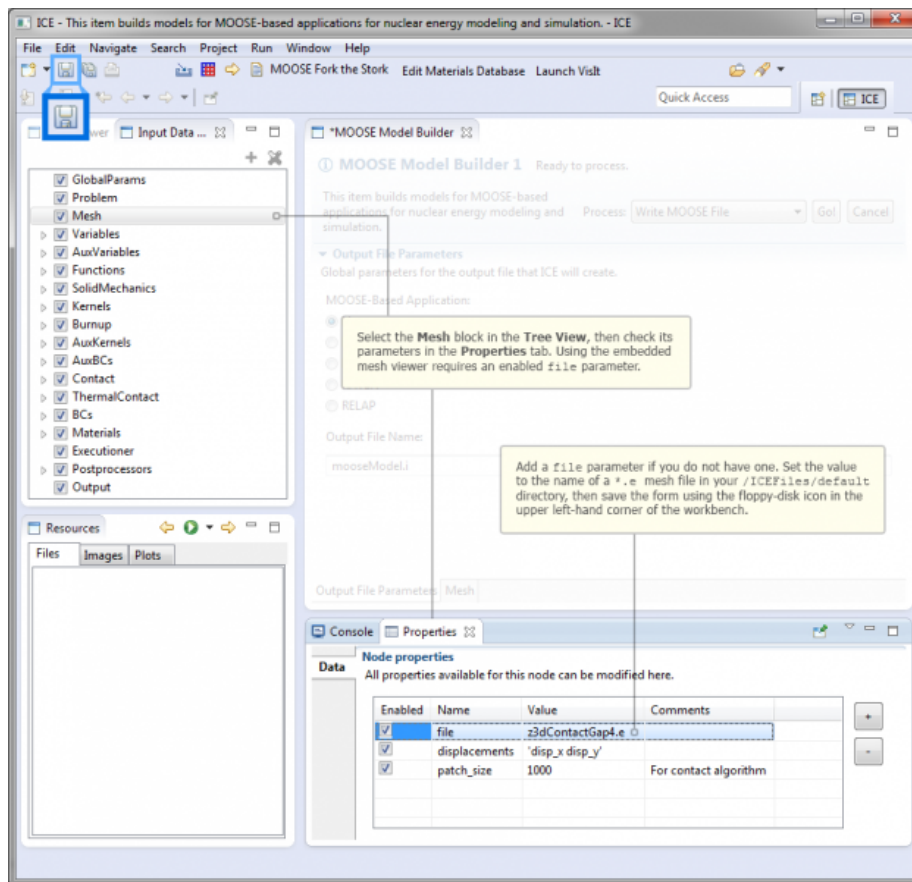 ICE - This item builds models for MOOSE-based applications for nuclear energy modeling and simulation. - ICE
File Edit Navigate Search Project Run Window Help
MOOSE Fork the Stork Edit Materials Database Launch VisIt
Quick Access
ICE
Input Data ...
GlobalParams
Problem
Mesh
Variables
AuxVariables
Functions
SolidMechanics
Kernels
Burnup
AuxKernels
AuxBCs
Contact
ThermalContact
BCs
Materials
Executioner
Postprocessors
Output
*MOOSE Model Builder
MOOSE Model Builder 1 Ready to process.
This item builds models for MOOSE-based
applications for nuclear energy modeling and
simulation.
Process: Write MOOSE File Go! Cancel
Output File Parameters
Global parameters for the output file that ICE will create.
MOOSE-Based Application:
Select the Mesh block in the Tree View, then check its
parameters in the Properties tab. Using the embedded
mesh viewer requires an enabled file parameter.
RELAP
Output File Name:
mooseModel.i
Add a file parameter if you do not have one. Set the value
to the name of a *.e mesh file in your /ICEFiles/default
directory, then save the form using the floppy-disk icon in the
upper left-hand corner of the workbench.
Output File Parameters Mesh
Resources
Files Images Plots
Console Properties
Data
Node properties
All properties available for this node can be modified here.
Enabled Name Value Comments
file z3dContactGap4.e
displacements 'disp_x disp_y'
patch_size 1000 For contact algorithm
+
-